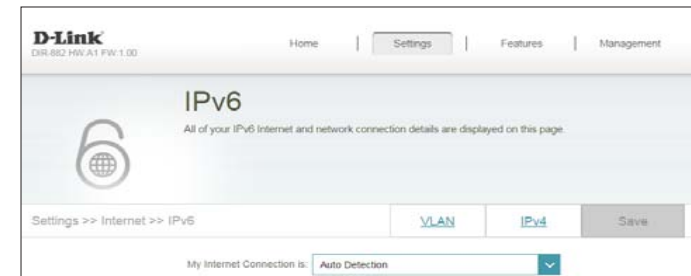 D-Link
DIR-882 HW:A1 FW:1.00
Home | Settings | Features | Management
IPv6
All of your IPv6 Internet and network connection details are displayed on this page.
Settings >> Internet >> IPv6
VLAN
IPv4
Save
My Internet Connection is: Auto Detection